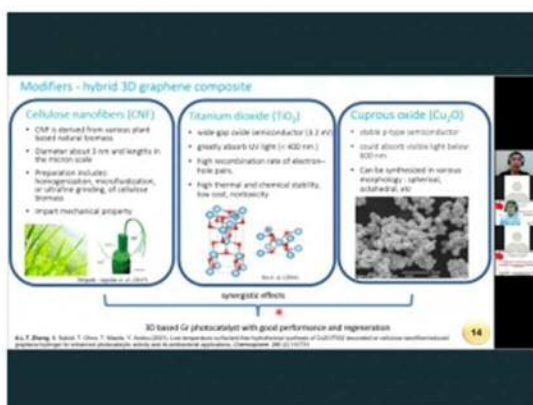 Modifiers - hybrid 3D graphene composite
Cellulose nanofibers (CNF)
• CNF is derived from various plant
based natural biomass
• Diameter about 3 nm and lengths in
the micron scale
• Preparation includes:
homogenization, microfluidization,
or ultrafine grinding, of cellulose
biomass
• Impart mechanical property
Titanium dioxide (TiO₂)
• wide-gap oxide semiconductor (3.2 eV)
• greatly absorb UV light (< 400 nm)
• high recombination rate of electron–
hole pairs.
• high thermal and chemical stability,
low cost, nontoxicity
Cuprous oxide (Cu₂O)
• stable p-type semiconductor
• could absorb visible light below
600 nm
• Can be synthesized in various
morphology : spherical,
octahedral, etc
synergistic effects
3D based Gr photocatalyst with good performance and regeneration
14